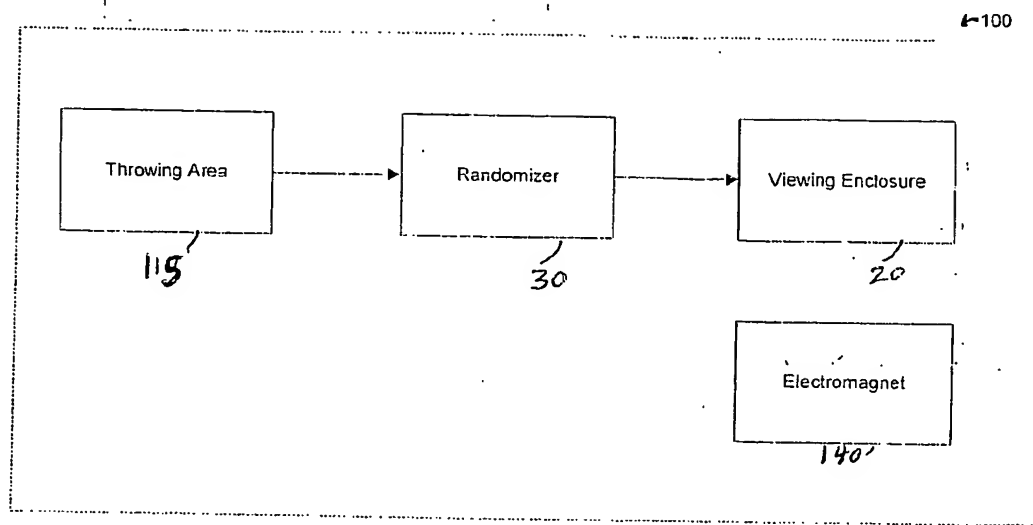 100
Throwing Area
Randomizer
Viewing Enclosure
115
30
20
Electromagnet
140